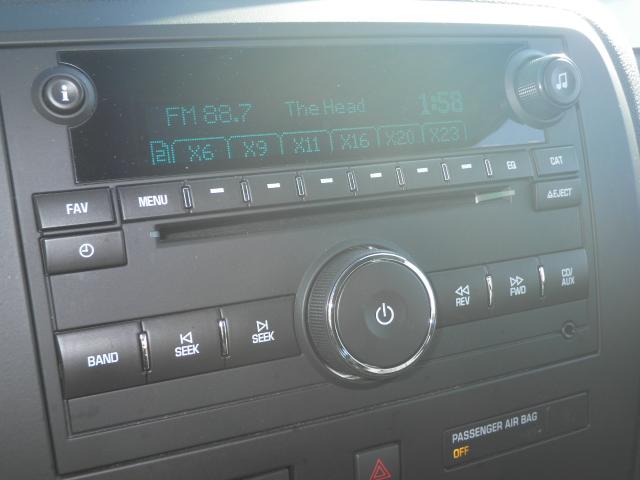 FM 88.7 The Head 1:58
2 X6 X9 X11 X16 X20 X23
FAV MENU EQ CAT
EJECT
REV FWD CD/
AUX
BAND SEEK SEEK
PASSENGER AIR BAG
OFF